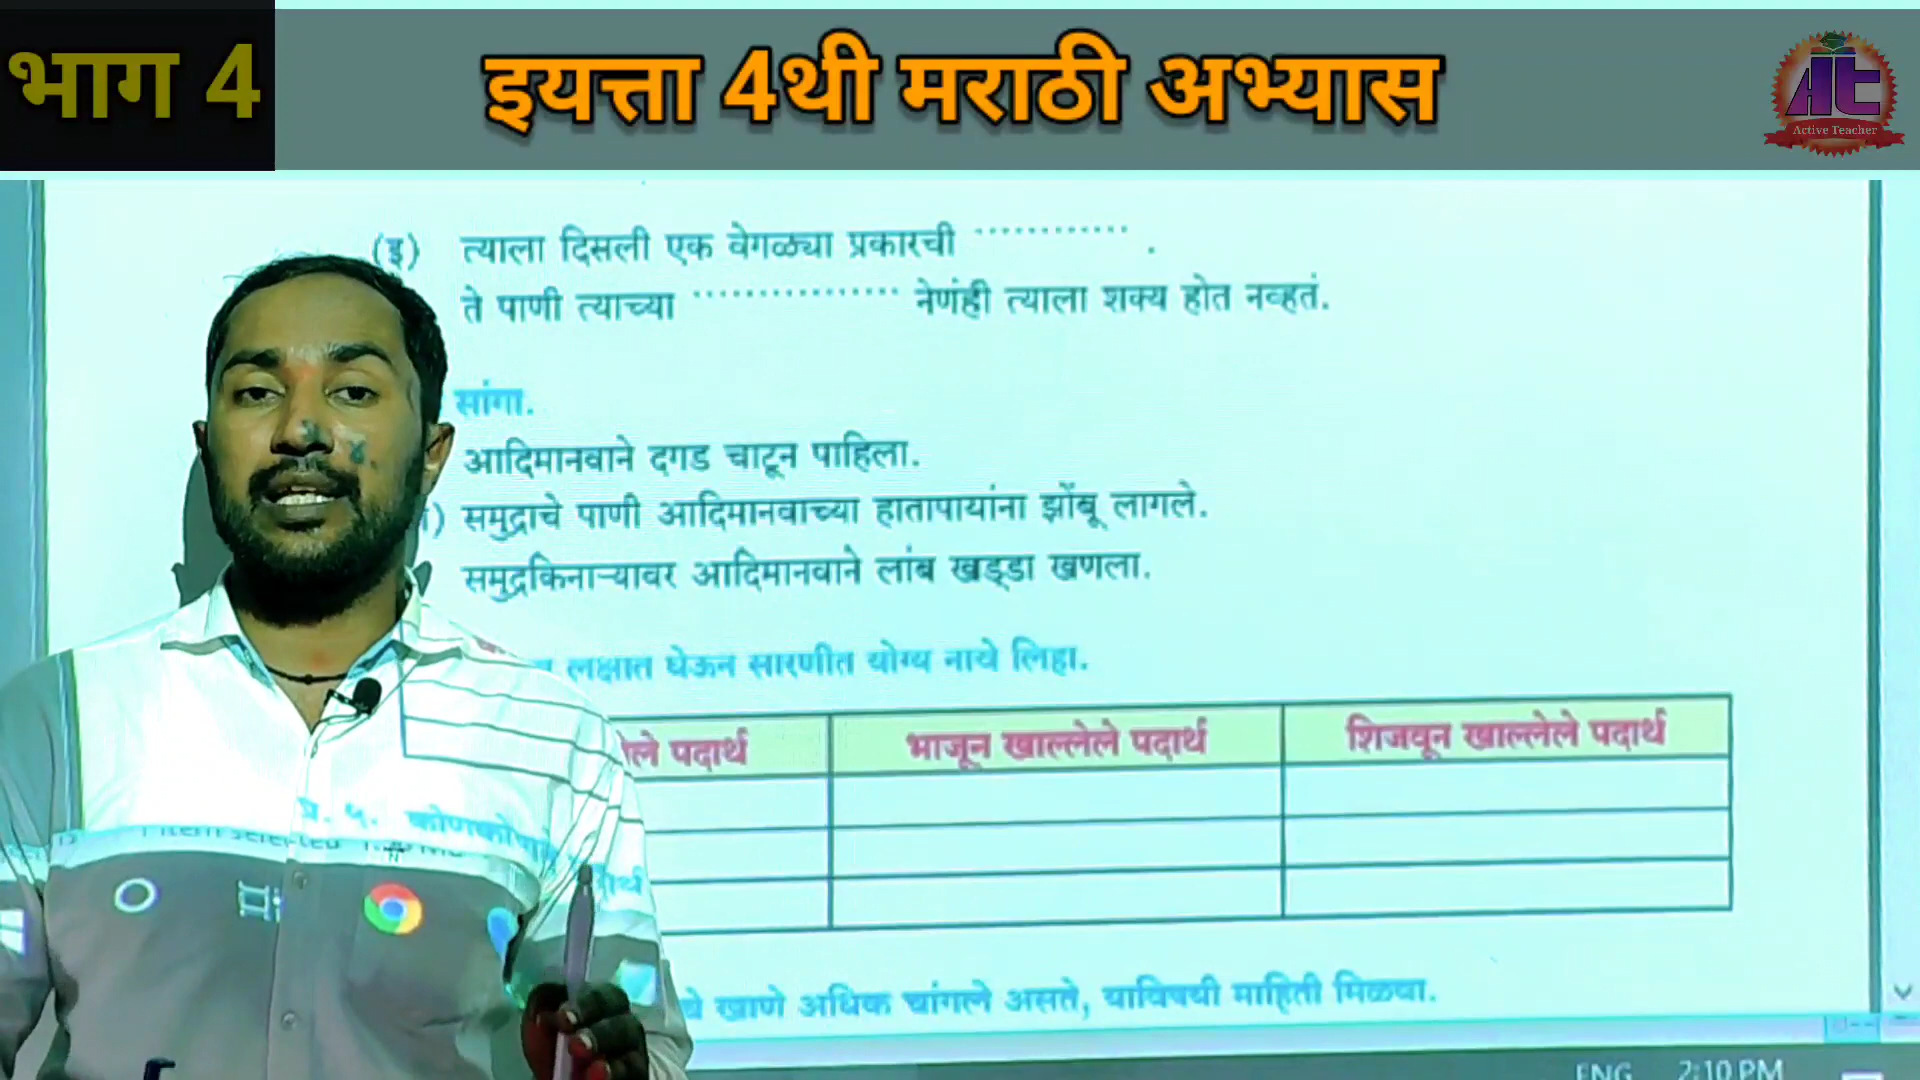 भाग 4
इयत्ता 4थी मराठी अभ्यास
Active Teacher
(इ) त्याला दिसली एक वेगळ्या प्रकारची ............. .
ते पाणी त्याच्या ................ नेणंही त्याला शक्य होत नव्हतं.
सांगा.
आदिमानवाने दगड चाटून पाहिला.
समुद्राचे पाणी आदिमानवाच्या हातापायांना झोंबू लागले.
समुद्रकिनाऱ्यावर आदिमानवाने लांब खड्डा खणला.
लक्षात घेऊन सारणीत योग्य नावे लिहा.
पदार्थ भाजून खाल्लेले पदार्थ शिजवून खाल्लेले पदार्थ
प्र. ५.
खाणे अधिक चांगले असते, याविषयी माहिती मिळवा.
ENG 2:10 PM